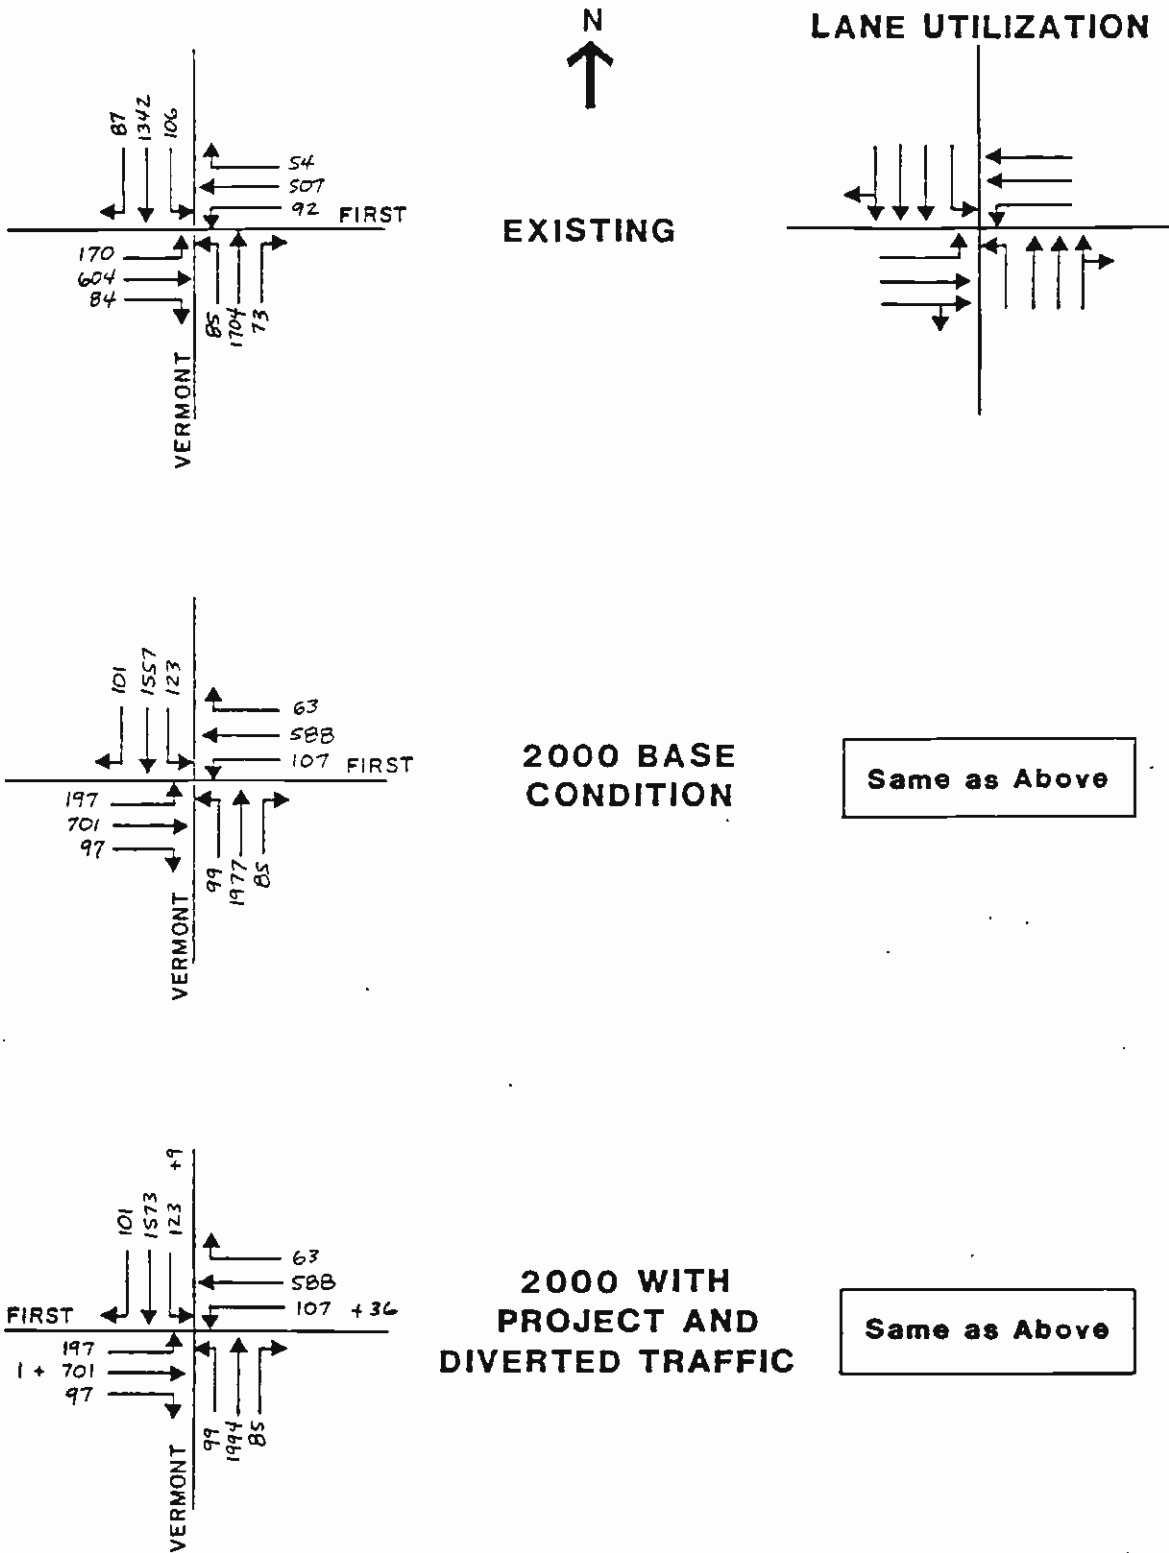 N
LANE UTILIZATION
87
1342
106
54
507
92
FIRST
170
604
84
85
1704
73
VERMONT
EXISTING
101
1557
123
63
588
107
FIRST
197
701
97
99
1977
85
VERMONT
2000 BASE
CONDITION
Same as Above
101
1573
123 +9
63
588
107 +36
FIRST
197
1 + 701
97
99
1994
85
VERMONT
2000 WITH
PROJECT AND
DIVERTED TRAFFIC
Same as Above